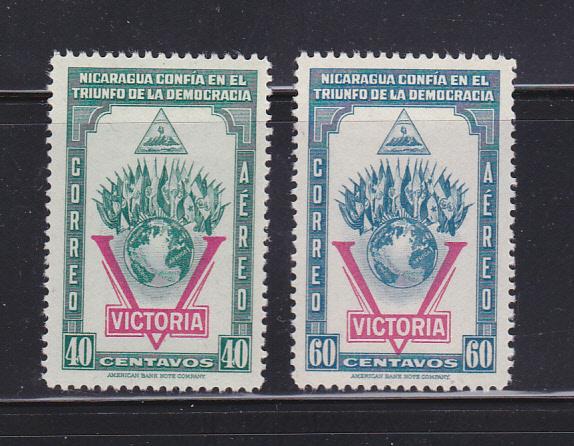 NICARAGUA CONFÍA EN EL
TRIUNFO DE LA DEMOCRACIA
CORREO
AÉREO
VICTORIA
40 CENTAVOS 40
AMERICAN BANK NOTE COMPANY.
NICARAGUA CONFÍA EN EL
TRIUNFO DE LA DEMOCRACIA
CORREO
AÉREO
VICTORIA
60 CENTAVOS 60
AMERICAN BANK NOTE COMPANY.